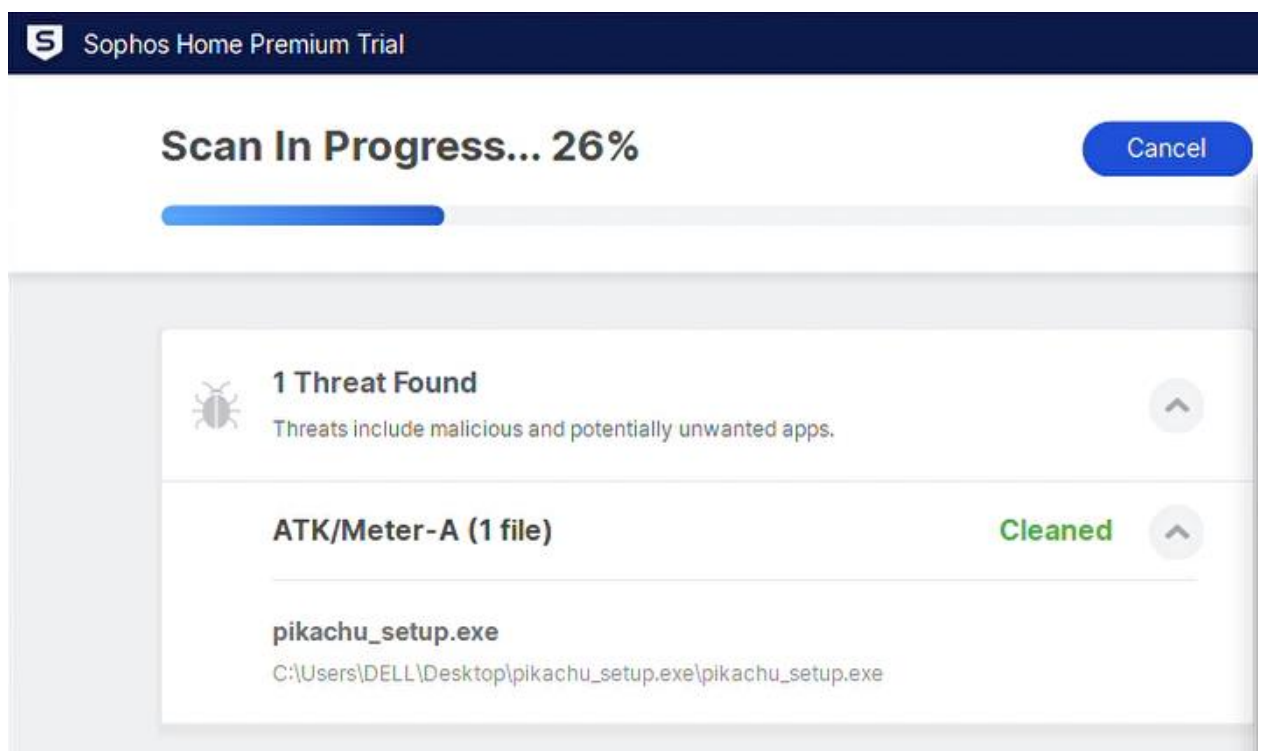 S Sophos Home Premium Trial
Scan In Progress... 26%
Cancel
1 Threat Found
Threats include malicious and potentially unwanted apps.
ATK/Meter-A (1 file)
Cleaned
pikachu_setup.exe
C:\Users\DELL\Desktop\pikachu_setup.exe\pikachu_setup.exe